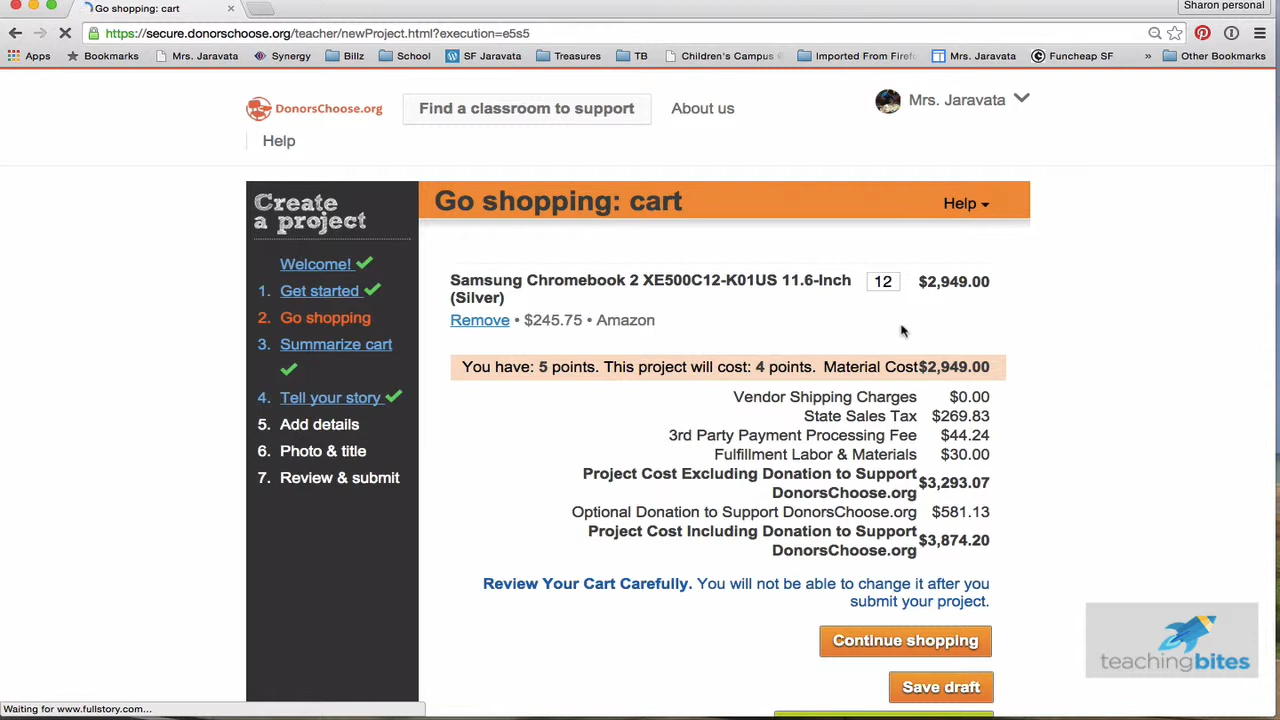 Go shopping: cart
Sharon personal
https://secure.donorschoose.org/teacher/newProject.html?execution=e5s5
Apps
Bookmarks
Mrs. Jaravata
Synergy
Billz
School
SF Jaravata
Treasures
TB
Children's Campus
Imported From Firef
Mrs. Jaravata
Funcheap SF
»
Other Bookmarks
DonorsChoose.org
Find a classroom to support
About us
Mrs. Jaravata
Help
Create
a project
Welcome!
1. Get started
2. Go shopping
3. Summarize cart
4. Tell your story
5. Add details
6. Photo & title
7. Review & submit
Go shopping: cart
Help
Samsung Chromebook 2 XE500C12-K01US 11.6-Inch 12 $2,949.00
(Silver)
Remove • $245.75 • Amazon
You have: 5 points. This project will cost: 4 points. Material Cost $2,949.00
Vendor Shipping Charges $0.00
State Sales Tax $269.83
3rd Party Payment Processing Fee $44.24
Fulfillment Labor & Materials $30.00
Project Cost Excluding Donation to Support
DonorsChoose.org $3,293.07
Optional Donation to Support DonorsChoose.org $581.13
Project Cost Including Donation to Support
DonorsChoose.org $3,874.20
Review Your Cart Carefully. You will not be able to change it after you
submit your project.
Continue shopping
Save draft
teachingbites
Waiting for www.fullstory.com...